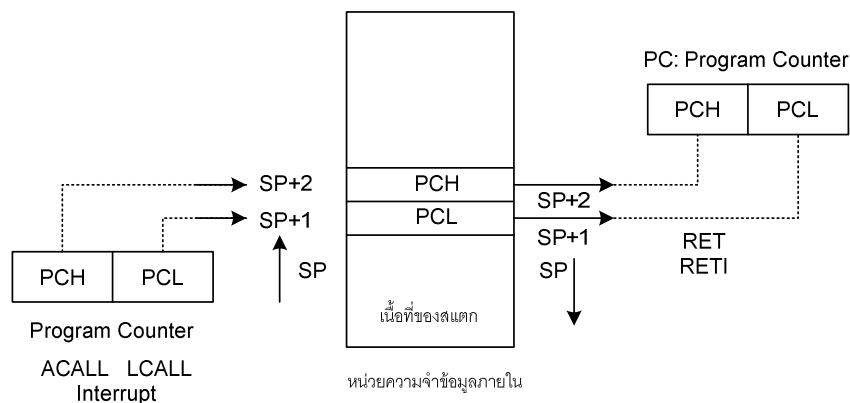 PC: Program Counter
PCH PCL
SP+2 PCH SP+2
SP+1 PCL SP+1
PCH PCL SP SP RET
RETI
เนื้อที่ของสแตก
Program Counter
ACALL LCALL
Interrupt
หน่วยความจำข้อมูลภายใน